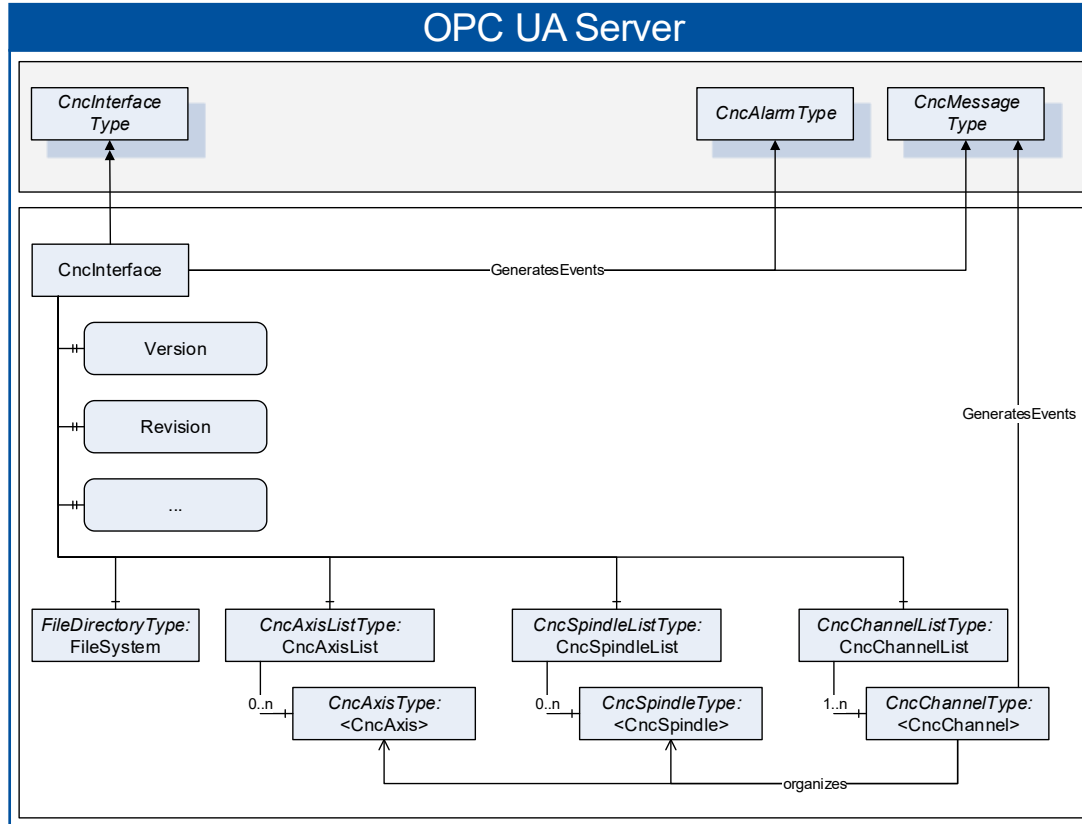 OPC UA Server
CncInterface
Type
CncAlarmType
CncMessage
Type
CncInterface
GeneratesEvents
Version
Revision
GeneratesEvents
...
FileDirectoryType:
FileSystem
CncAxisListType:
CncAxisList
CncSpindleListType:
CncSpindleList
CncChannelListType:
CncChannelList
0..n
CncAxisType:
<CncAxis>
0..n
CncSpindleType:
<CncSpindle>
1..n
CncChannelType:
<CncChannel>
organizes